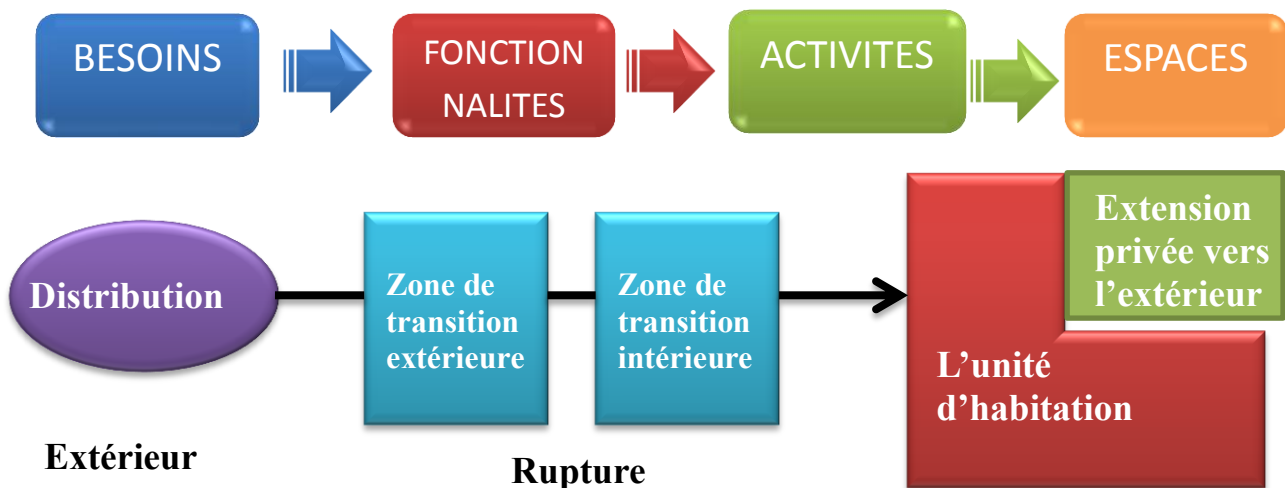 BESOINS
FONCTION
NALITES
ACTIVITES
ESPACES
Distribution
Zone de
transition
extérieure
Zone de
transition
intérieure
Extension
privée vers
l’extérieur
L’unité
d’habitation
Extérieur
Rupture